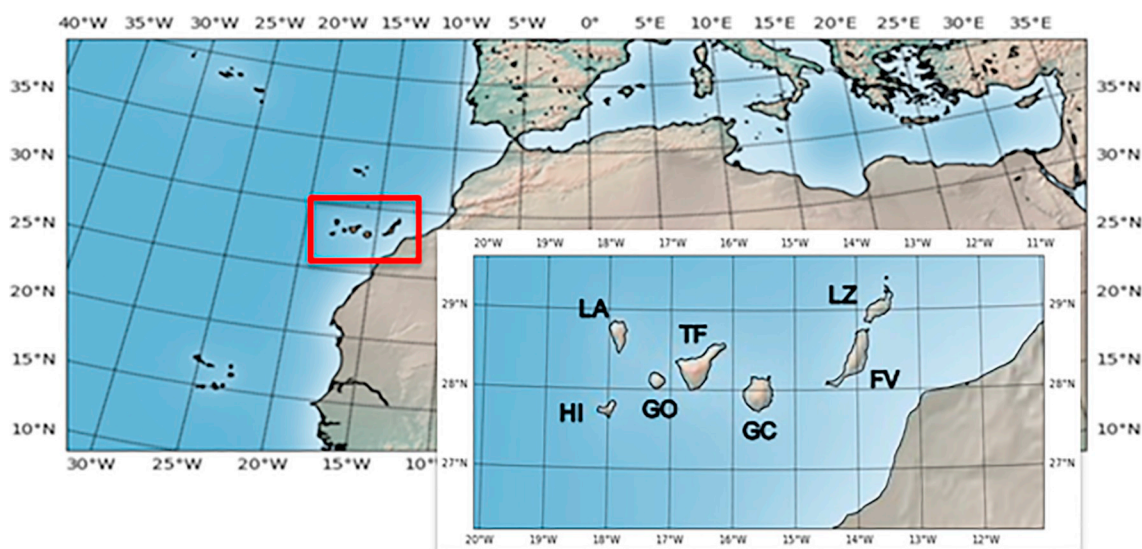 40°W 35°W 30°W 25°W 20°W 15°W 10°W 5°W 0° 5°E 10°E 15°E 20°E 25°E 30°E 35°E
35°N 35°N
30°N 30°N
25°N 25°N
20°N 20°N
15°N 15°N
10°N 10°N
30°W 25°W 20°W 15°W 10°
20°W 19°W 18°W 17°W 16°W 15°W 14°W 13°W 12°W 11°W
29°N 29°N
28°N 28°N
27°N 27°N
LA
TF
LZ
HI
GO
GC
FV
20°W 19°W 18°W 17°W 16°W 15°W 14°W 13°W 12°W